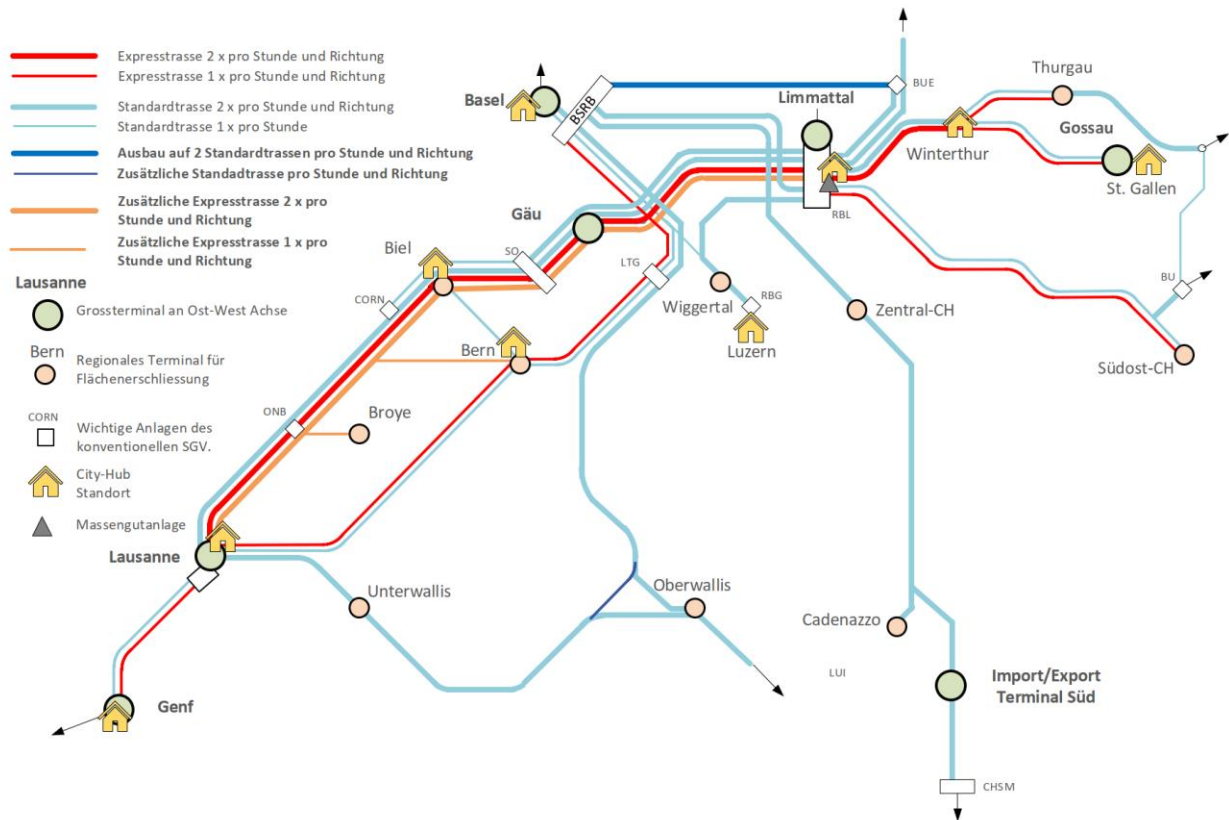 Expresstrasse 2 x pro Stunde und Richtung
Expresstrasse 1 x pro Stunde und Richtung
Standardtrasse 2 x pro Stunde und Richtung
Standardtrasse 1 x pro Stunde
Ausbau auf 2 Standardtrassen pro Stunde und Richtung
Zusätzliche Standadtrasse pro Stunde und Richtung
Zusätzliche Expresstrasse 2 x pro
Stunde und Richtung
Zusätzliche Expresstrasse 1 x pro
Stunde und Richtung
Lausanne
Grossterminal an Ost-West Achse
Bern
Regionales Terminal für
Flächenerschliessung
CORN
Wichtige Anlagen des
konventionellen SGV.
City-Hub
Standort
Massengutanlage
Basel
BSRB
Limmattal
BUE
Thurgau
Winterthur
Gossau
St. Gallen
RBL
Gäu
Biel
SO
LTG
CORN
Wiggertal
RBG
Luzern
Zentral-CH
BU
Südost-CH
Bern
ONB
Broye
Lausanne
Unterwallis
Oberwallis
Cadenazzo
LUI
Import/Export
Terminal Süd
Genf
CHSM